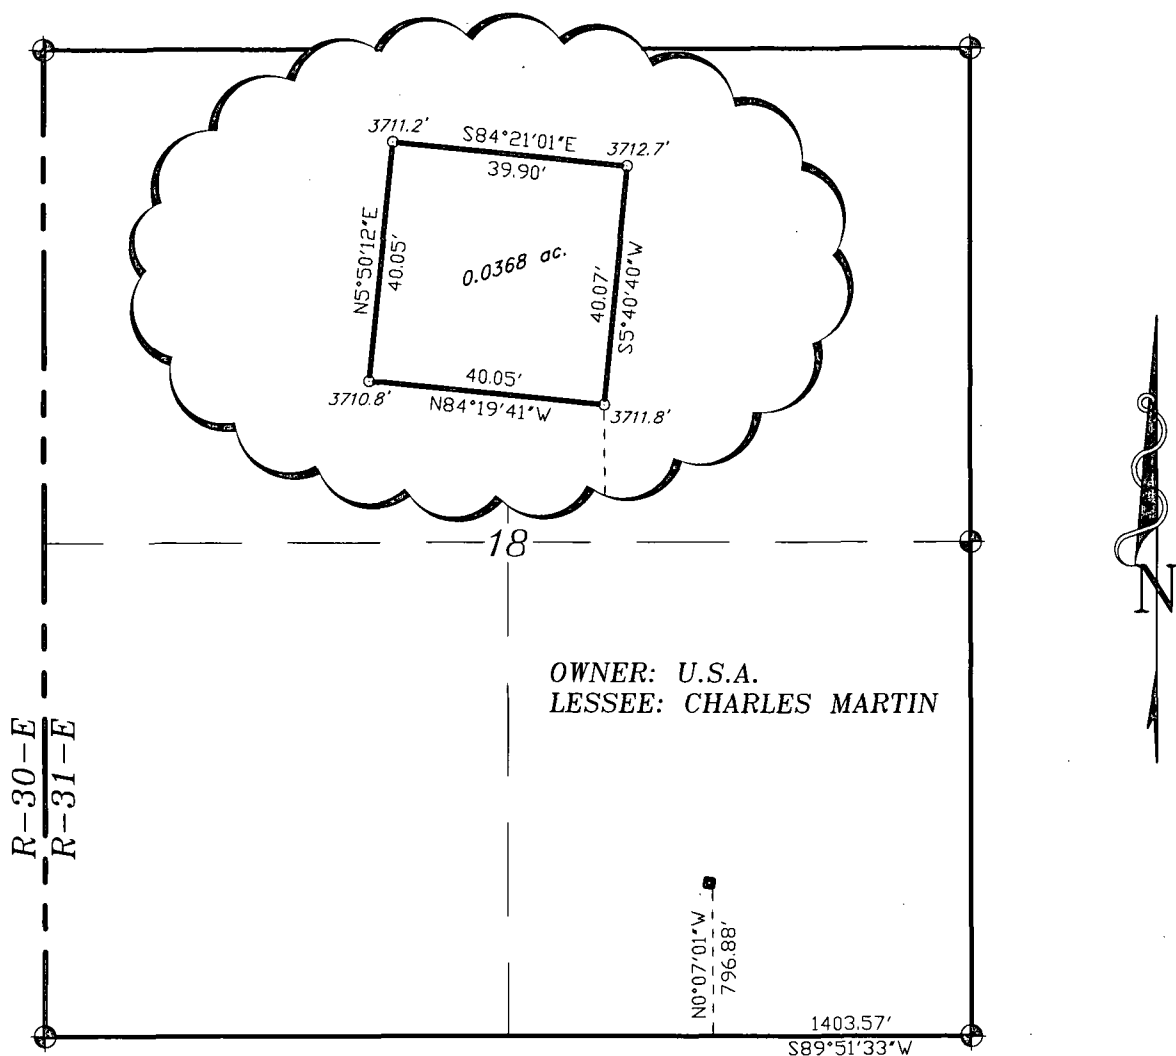 3711.2'
S84°21'01"E
3712.7'
39.90'
N5°50'12"E
40.05'
0.0368 ac.
40.07'
S5°40'40"W
40.05'
3710.8'
N84°19'41"W
3711.8'
18
N
OWNER: U.S.A.
LESSEE: CHARLES MARTIN
R-30-E
R-31-E
N0°07'01"W
796.88'
1403.57'
S89°51'33"W